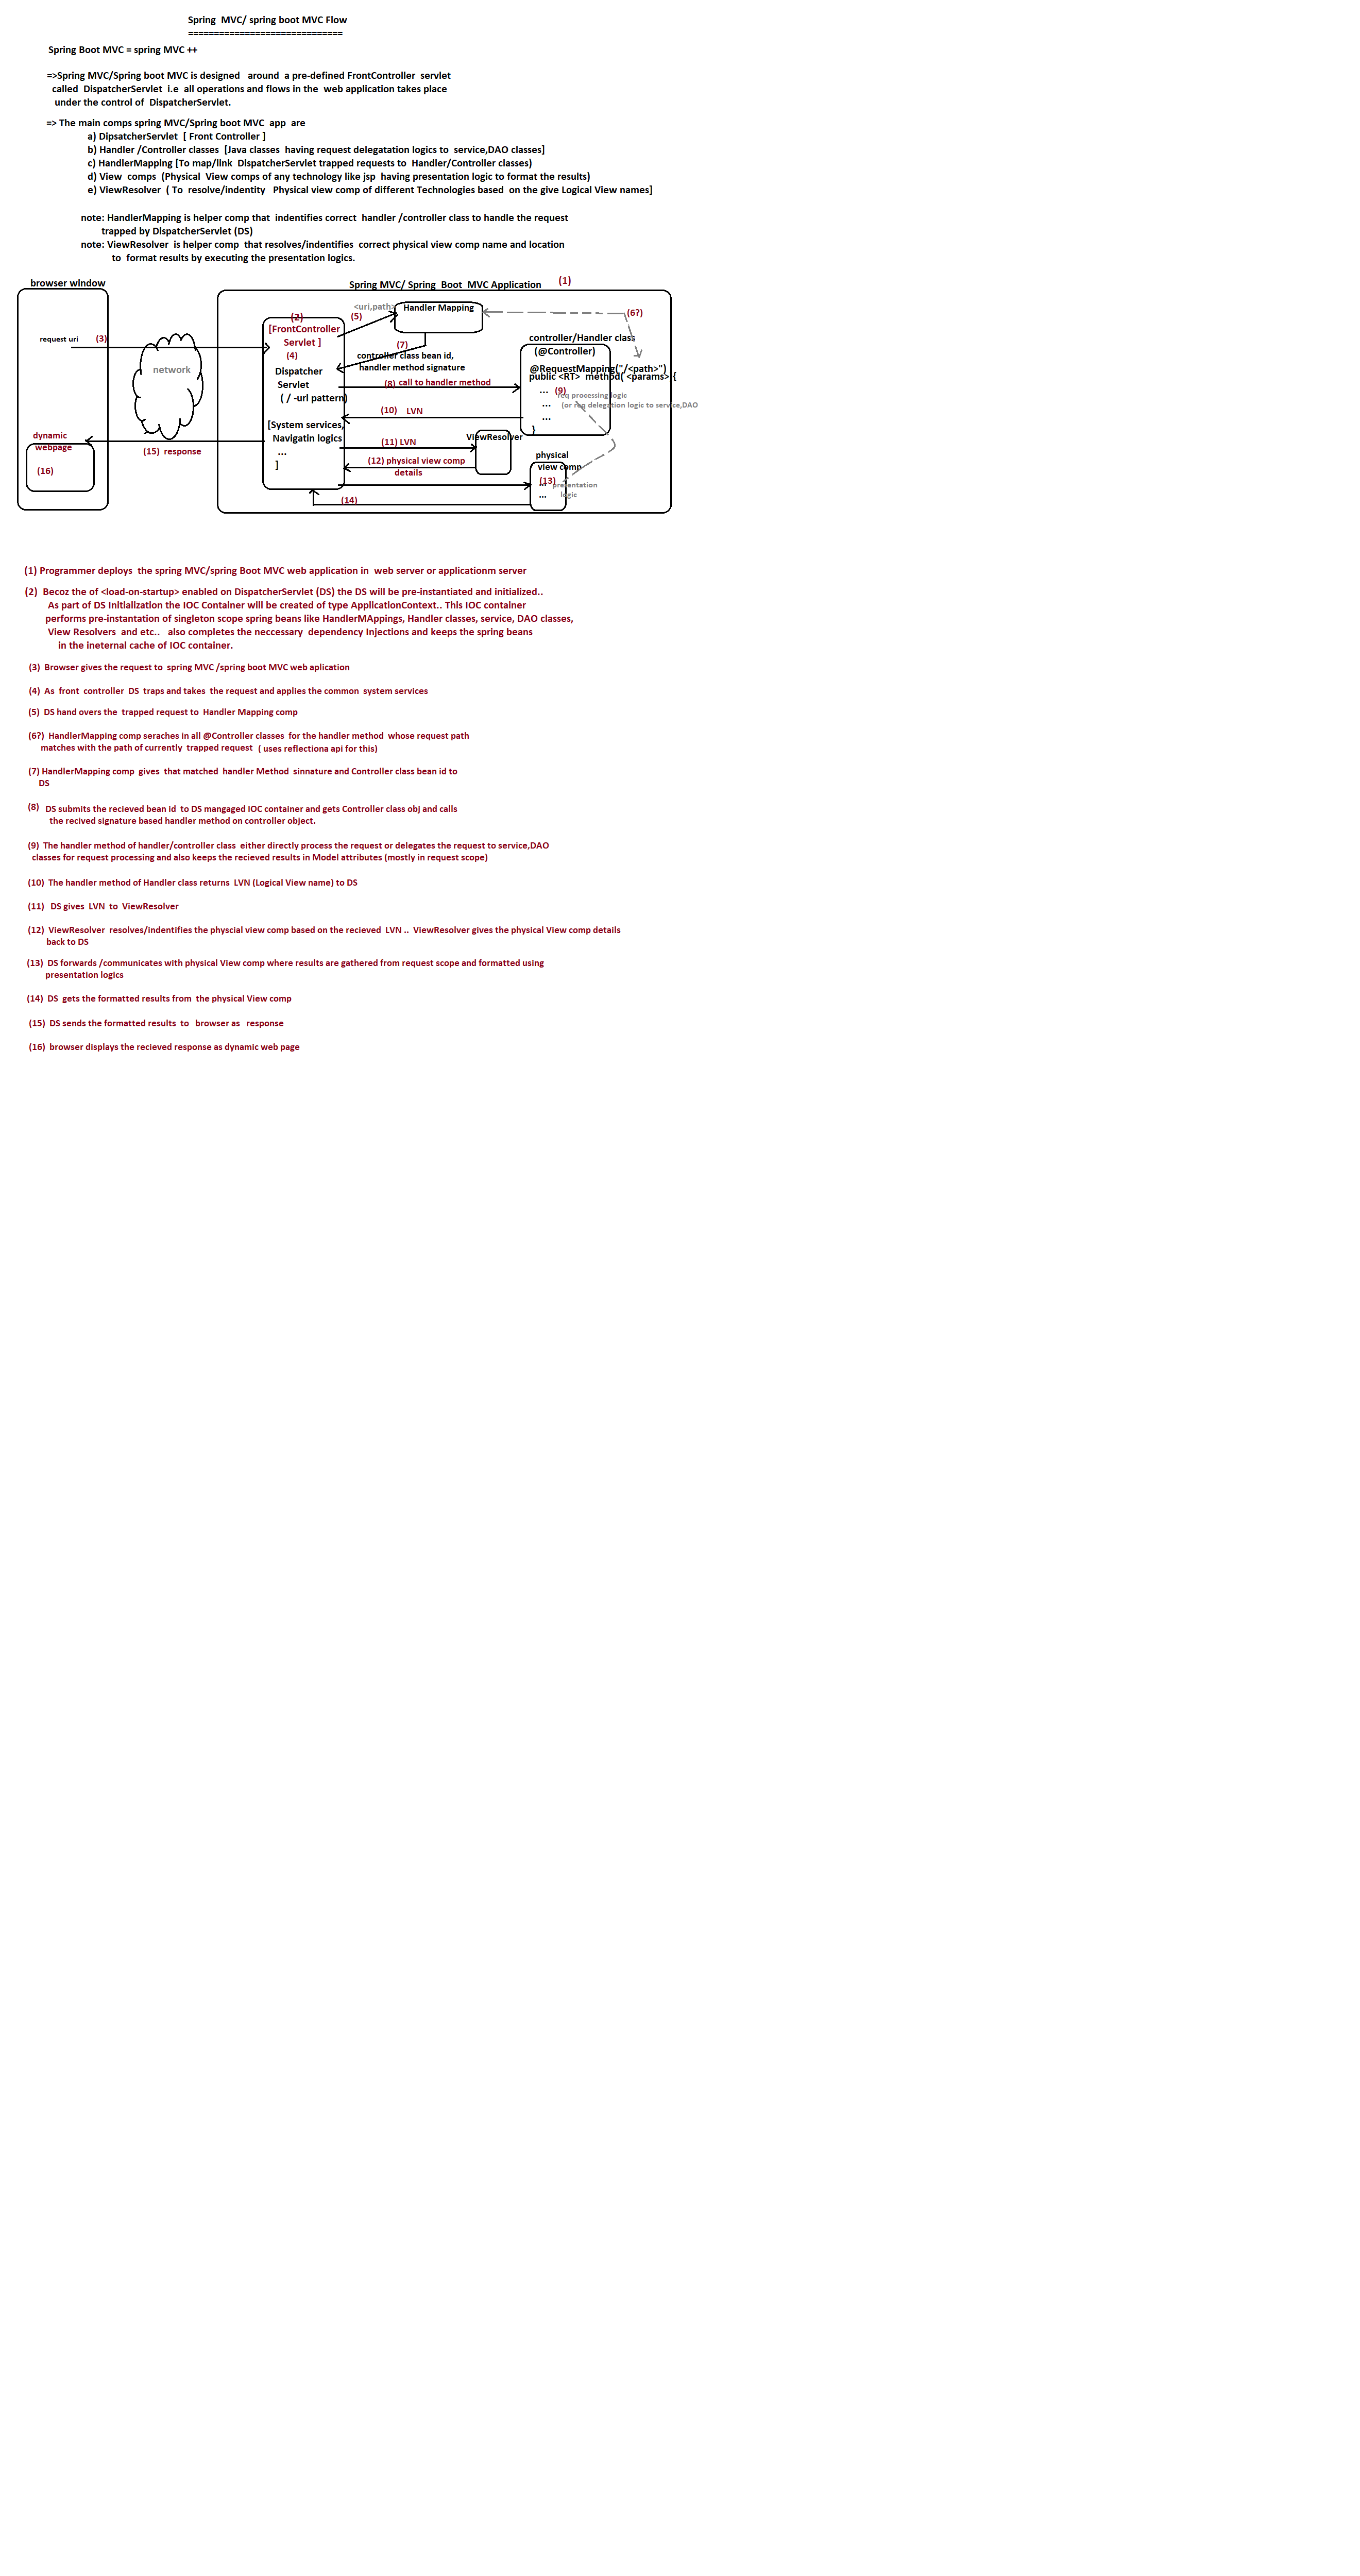 Spring MVC/ spring boot MVC Flow
==============================
Spring Boot MVC = spring MVC ++
=>Spring MVC/Spring boot MVC is designed around a pre-defined FrontController servlet
called DispatcherServlet i.e all operations and flows in the web application takes place
under the control of DispatcherServlet.
=> The main comps spring MVC/Spring boot MVC app are
a) DipsatcherServlet [ Front Controller ]
b) Handler /Controller classes [Java classes having request delegatation logics to service,DAO classes]
c) HandlerMapping [To map/link DispatcherServlet trapped requests to Handler/Controller classes)
d) View comps (Physical View comps of any technology like jsp having presentation logic to format the results)
e) ViewResolver ( To resolve/indentity Physical view comp of different Technologies based on the give Logical View names]
note: HandlerMapping is helper comp that indentifies correct handler /controller class to handle the request
trapped by DispatcherServlet (DS)
note: ViewResolver is helper comp that resolves/indentifies correct physical view comp name and location
to format results by executing the presentation logics.
browser window
Spring MVC/ Spring Boot MVC Application (1)
request uri (3)
network
dynamic
webpage
(16)
(15) response
(2)
[FrontController
Servlet ]
(4)
Dispatcher
Servlet
( / -url pattern)
[System services,
Navigatin logics
...
]
<uri,path>
(5)
Handler Mapping
(6?)
(7)
controller class bean id,
handler method signature
(8) call to handler method
(10) LVN
(11) LVN
ViewResolver
(12) physical view comp
details
(14)
controller/Handler class
(@Controller)
@RequestMapping("/<path>")
public <RT> method( <params> {
... (9)
req processing logic
... (or req delegation logic to service,DAO
...
}
physical
view comp
(13)
... presentation
... logic
(1) Programmer deploys the spring MVC/spring Boot MVC web application in web server or applicationm server
(2) Becoz the of <load-on-startup> enabled on DispatcherServlet (DS) the DS will be pre-instantiated and initialized..
As part of DS Initialization the IOC Container will be created of type ApplicationContext.. This IOC container
performs pre-instantation of singleton scope spring beans like HandlerMAppings, Handler classes, service, DAO classes,
View Resolvers and etc.. also completes the neccessary dependency Injections and keeps the spring beans
in the ineternal cache of IOC container.
(3) Browser gives the request to spring MVC /spring boot MVC web aplication
(4) As front controller DS traps and takes the request and applies the common system services
(5) DS hand overs the trapped request to Handler Mapping comp
(6?) HandlerMapping comp seraches in all @Controller classes for the handler method whose request path
matches with the path of currently trapped request ( uses reflectiona api for this)
(7) HandlerMapping comp gives that matched handler Method sinnature and Controller class bean id to
DS
(8) DS submits the recieved bean id to DS mangaged IOC container and gets Controller class obj and calls
the recived signature based handler method on controller object.
(9) The handler method of handler/controller class either directly process the request or delegates the request to service,DAO
classes for request processing and also keeps the recieved results in Model attributes (mostly in request scope)
(10) The handler method of Handler class returns LVN (Logical View name) to DS
(11) DS gives LVN to ViewResolver
(12) ViewResolver resolves/indentifies the physcial view comp based on the recieved LVN .. ViewResolver gives the physical View comp details
back to DS
(13) DS forwards /communicates with physical View comp where results are gathered from request scope and formatted using
presentation logics
(14) DS gets the formatted results from the physical View comp
(15) DS sends the formatted results to browser as response
(16) browser displays the recieved response as dynamic web page